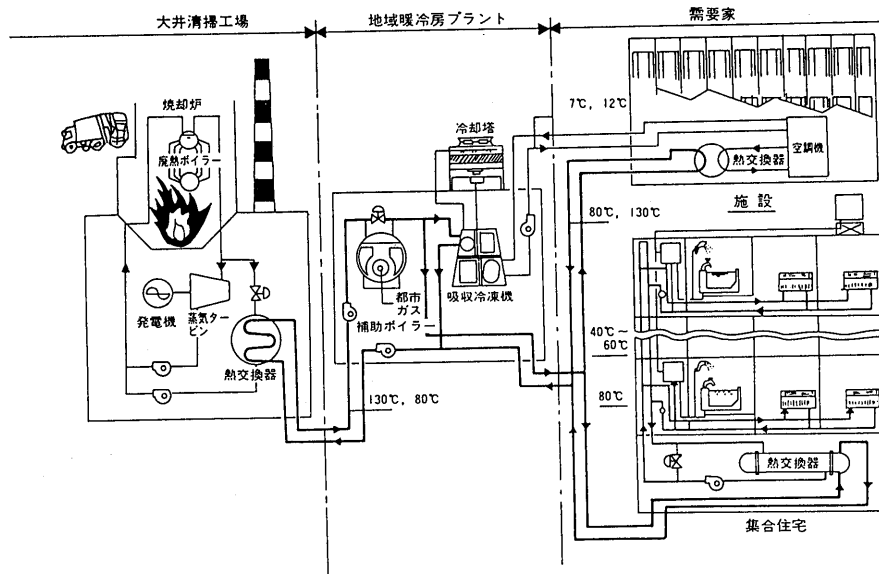 大井清掃工場
地域暖冷房プラント
需要家
焼却炉
廃熱ボイラー
発電機
蒸気ター
ビン
熱交換器
冷却塔
都市
ガス
補助ボイラー
吸収冷凍機
130℃, 80℃
7℃, 12℃
熱交換器
空調機
施設
80℃, 130℃
40℃〜
60℃
80℃
熱交換器
集合住宅